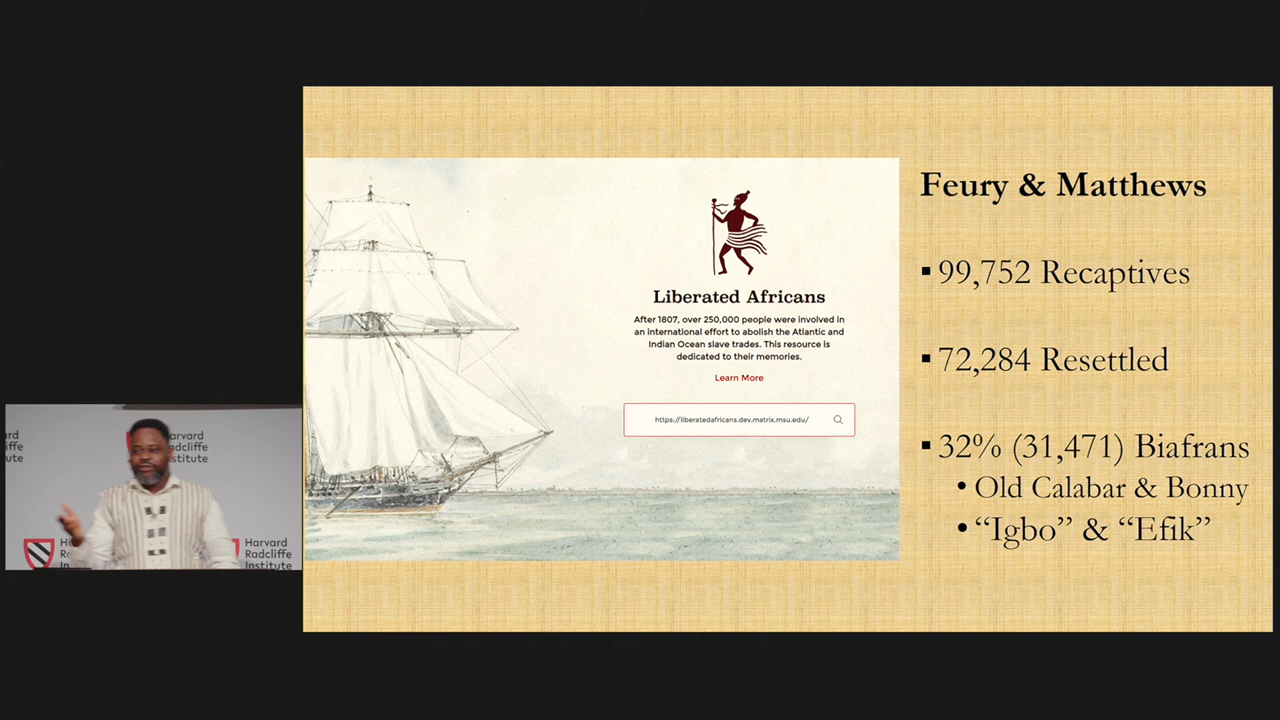 Feury & Matthews
▪ 99,752 Recaptives
▪ 72,284 Resettled
▪ 32% (31,471) Biafrans
• Old Calabar & Bonny
• “Igbo” & “Efik”
Liberated Africans
After 1807, over 250,000 people were involved in
an international effort to abolish the Atlantic and
Indian Ocean slave trades. This resource is
dedicated to their memories.
Learn More
https://liberatedafricans.dev.matrix.msu.edu/
Radcliffe
Institute
Harvard
Radcliffe
Institute